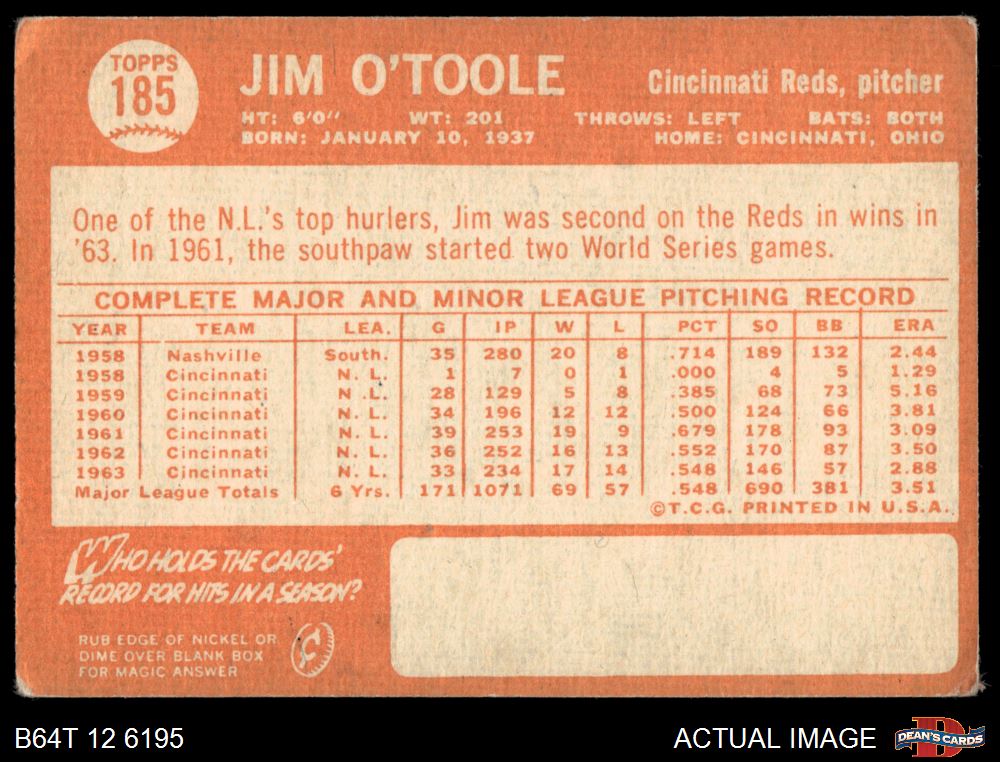 TOPPS
185
JIM O'TOOLE
Cincinnati Reds, pitcher
HT: 6'0" WT: 201 THROWS: LEFT BATS: BOTH
BORN: JANUARY 10, 1937 HOME: CINCINNATI, OHIO
One of the N.L.'s top hurlers, Jim was second on the Reds in wins in
'63. In 1961, the southpaw started two World Series games.
COMPLETE MAJOR AND MINOR LEAGUE PITCHING RECORD
YEAR TEAM LEA. G IP W L PCT SO BB ERA
1958 Nashville South. 35 280 20 8 .714 189 132 2.44
1958 Cincinnati N. L. 1 7 0 1 .000 4 5 1.29
1959 Cincinnati N .L. 28 129 5 8 .385 68 73 5.16
1960 Cincinnati N. L. 34 196 12 12 .500 124 66 3.81
1961 Cincinnati N. L. 39 253 19 9 .679 178 93 3.09
1962 Cincinnati N. L. 36 252 16 13 .552 170 87 3.50
1963 Cincinnati N. L. 33 234 17 14 .548 146 57 2.88
Major League Totals 6 Yrs. 171 1071 69 57 .548 690 381 3.51
©T.C.G. PRINTED IN U.S.A.
WHO HOLDS THE CARDS'
RECORD FOR HITS IN A SEASON?
RUB EDGE OF NICKEL OR
DIME OVER BLANK BOX
FOR MAGIC ANSWER
B64T 12 6195
ACTUAL IMAGE
DEAN'S CARDS